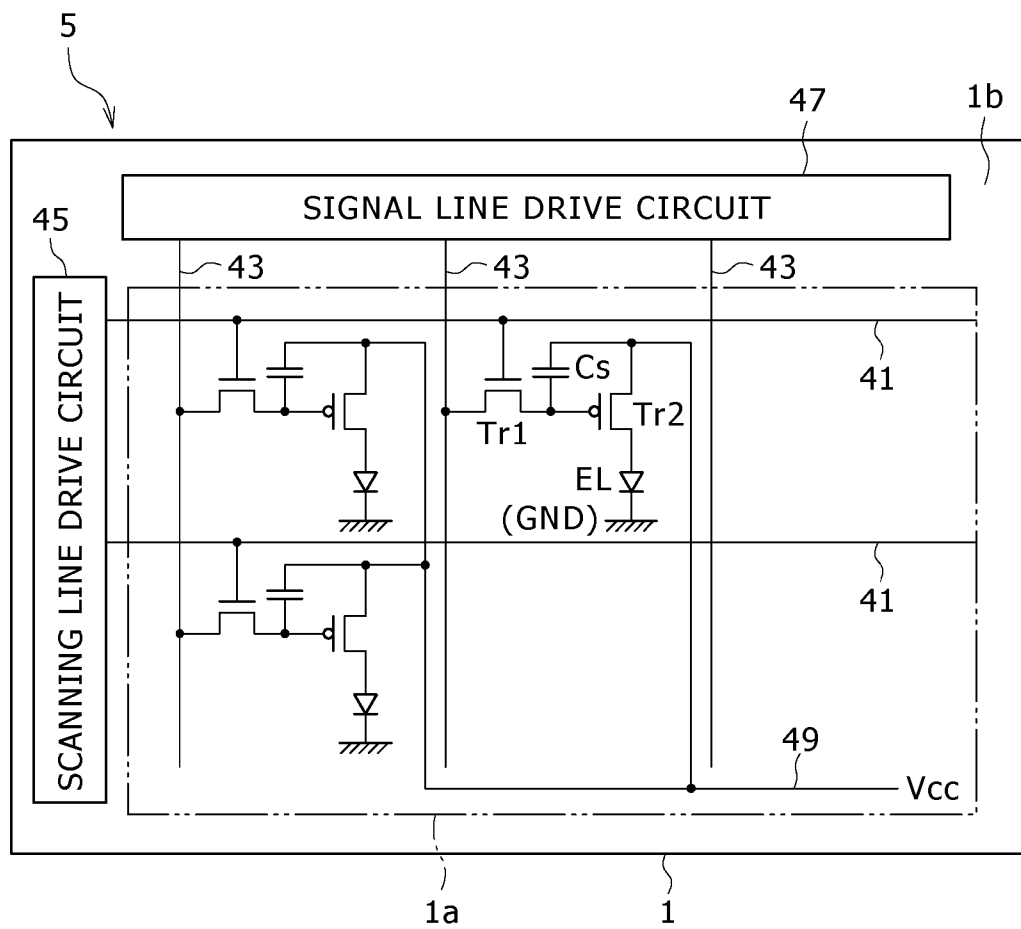 5
47
1b
SIGNAL LINE DRIVE CIRCUIT
45
43
43
43
SCANNING LINE DRIVE CIRCUIT
41
Cs
Tr1
Tr2
EL
(GND)
41
49
Vcc
1a
1